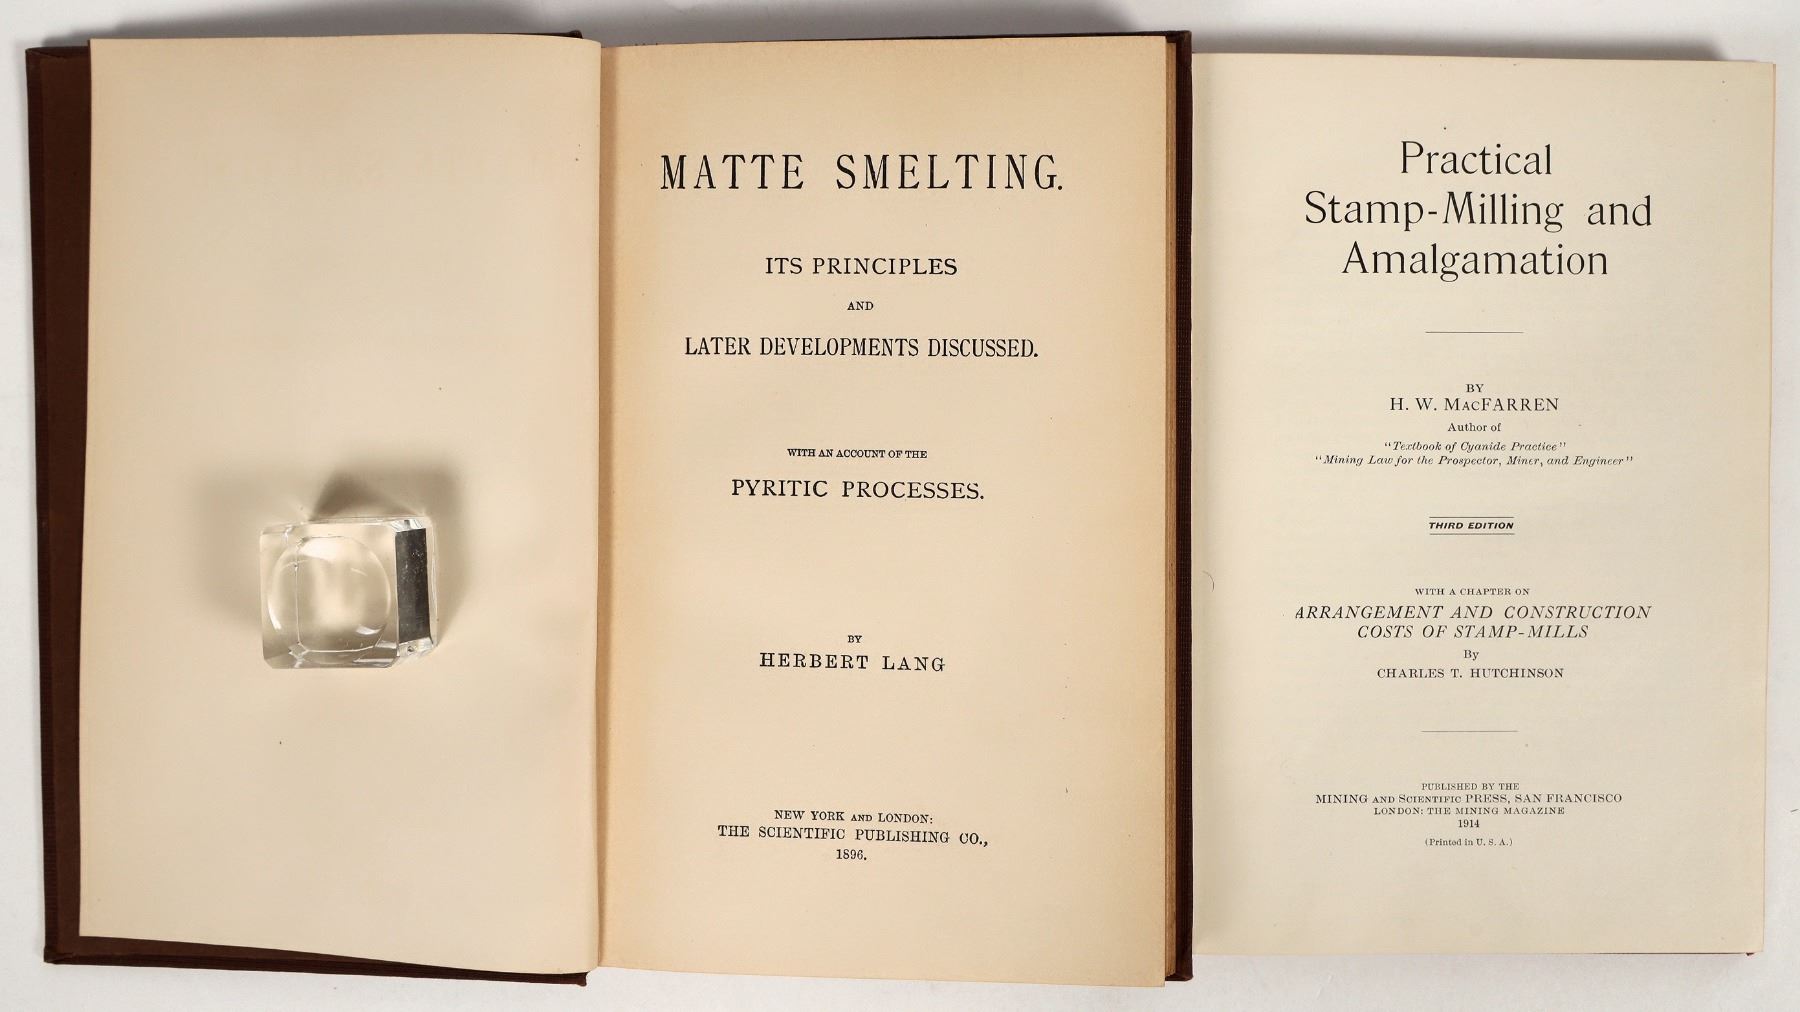 MATTE SMELTING.
ITS PRINCIPLES
AND
LATER DEVELOPMENTS DISCUSSED.
WITH AN ACCOUNT OF THE
PYRITIC PROCESSES.
BY
HERBERT LANG
NEW YORK AND LONDON:
THE SCIENTIFIC PUBLISHING CO.,
1896.
Practical
Stamp-Milling and
Amalgamation
BY
H. W. MACFARREN
Author of
"Textbook of Cyanide Practice"
"Mining Law for the Prospector, Miner, and Engineer"
THIRD EDITION
WITH A CHAPTER ON
ARRANGEMENT AND CONSTRUCTION
COSTS OF STAMP-MILLS
By
CHARLES T. HUTCHINSON
PUBLISHED BY THE
MINING AND SCIENTIFIC PRESS, SAN FRANCISCO
LONDON: THE MINING MAGAZINE
1914
(Printed in U. S. A.)